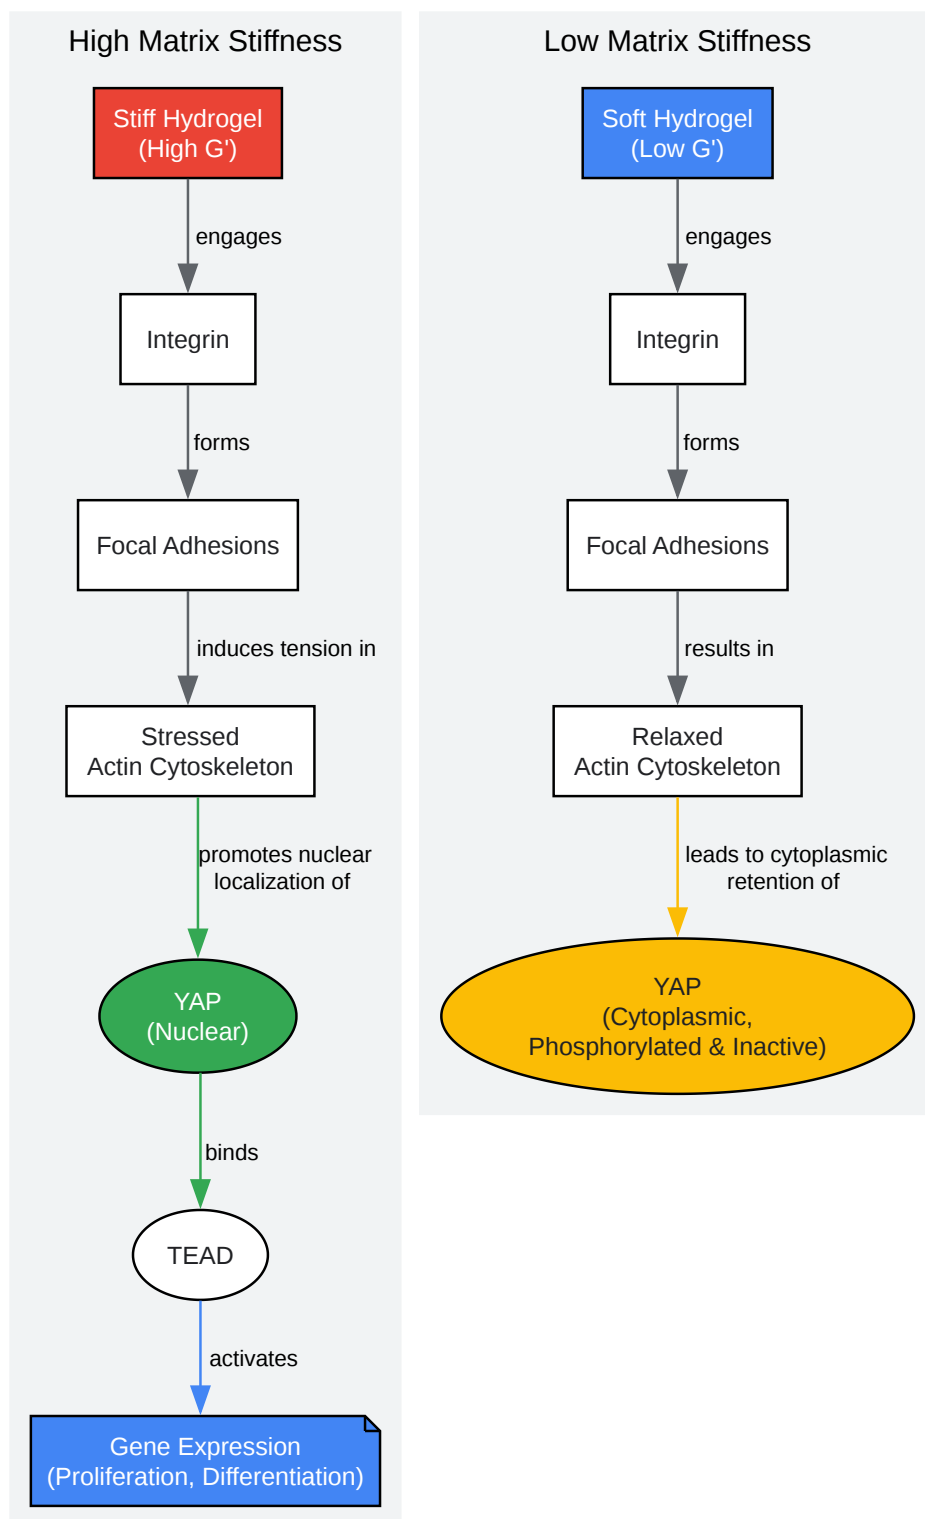 High Matrix Stiffness
Stiff Hydrogel
(High G')
engages
Integrin
forms
Focal Adhesions
induces tension in
Stressed
Actin Cytoskeleton
promotes nuclear
localization of
YAP
(Nuclear)
binds
TEAD
activates
Gene Expression
(Proliferation, Differentiation)
Low Matrix Stiffness
Soft Hydrogel
(Low G')
engages
Integrin
forms
Focal Adhesions
results in
Relaxed
Actin Cytoskeleton
leads to cytoplasmic
retention of
YAP
(Cytoplasmic,
Phosphorylated & Inactive)